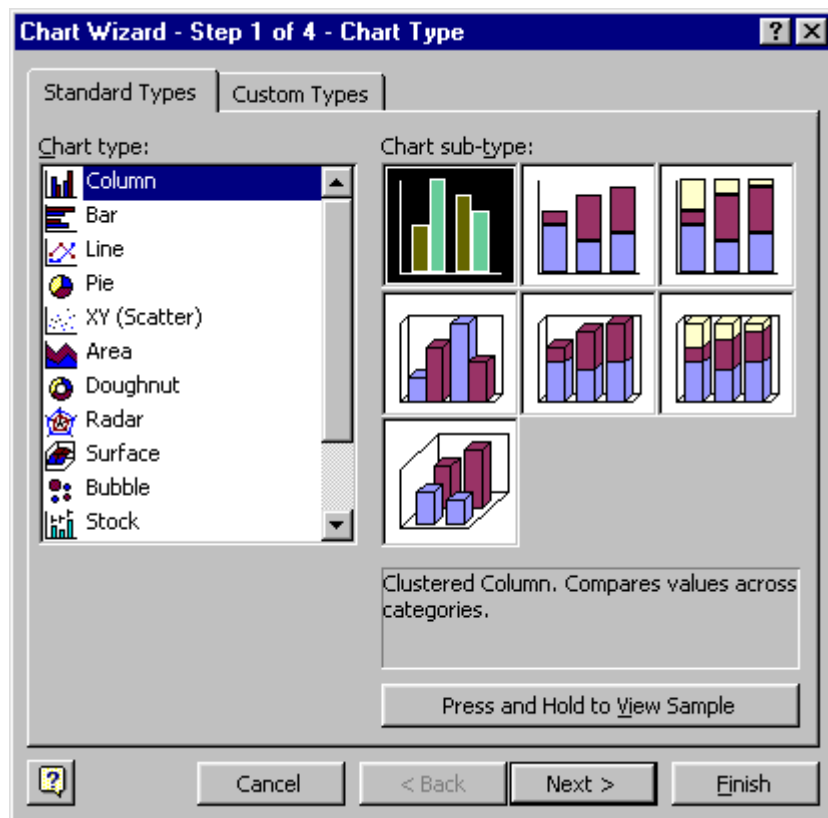 Chart Wizard - Step 1 of 4 - Chart Type
Standard Types
Custom Types
Chart type:
Column
Bar
Line
Pie
XY (Scatter)
Area
Doughnut
Radar
Surface
Bubble
Stock
Chart sub-type:
Clustered Column. Compares values across
categories.
Press and Hold to View Sample
Cancel
< Back
Next >
Finish